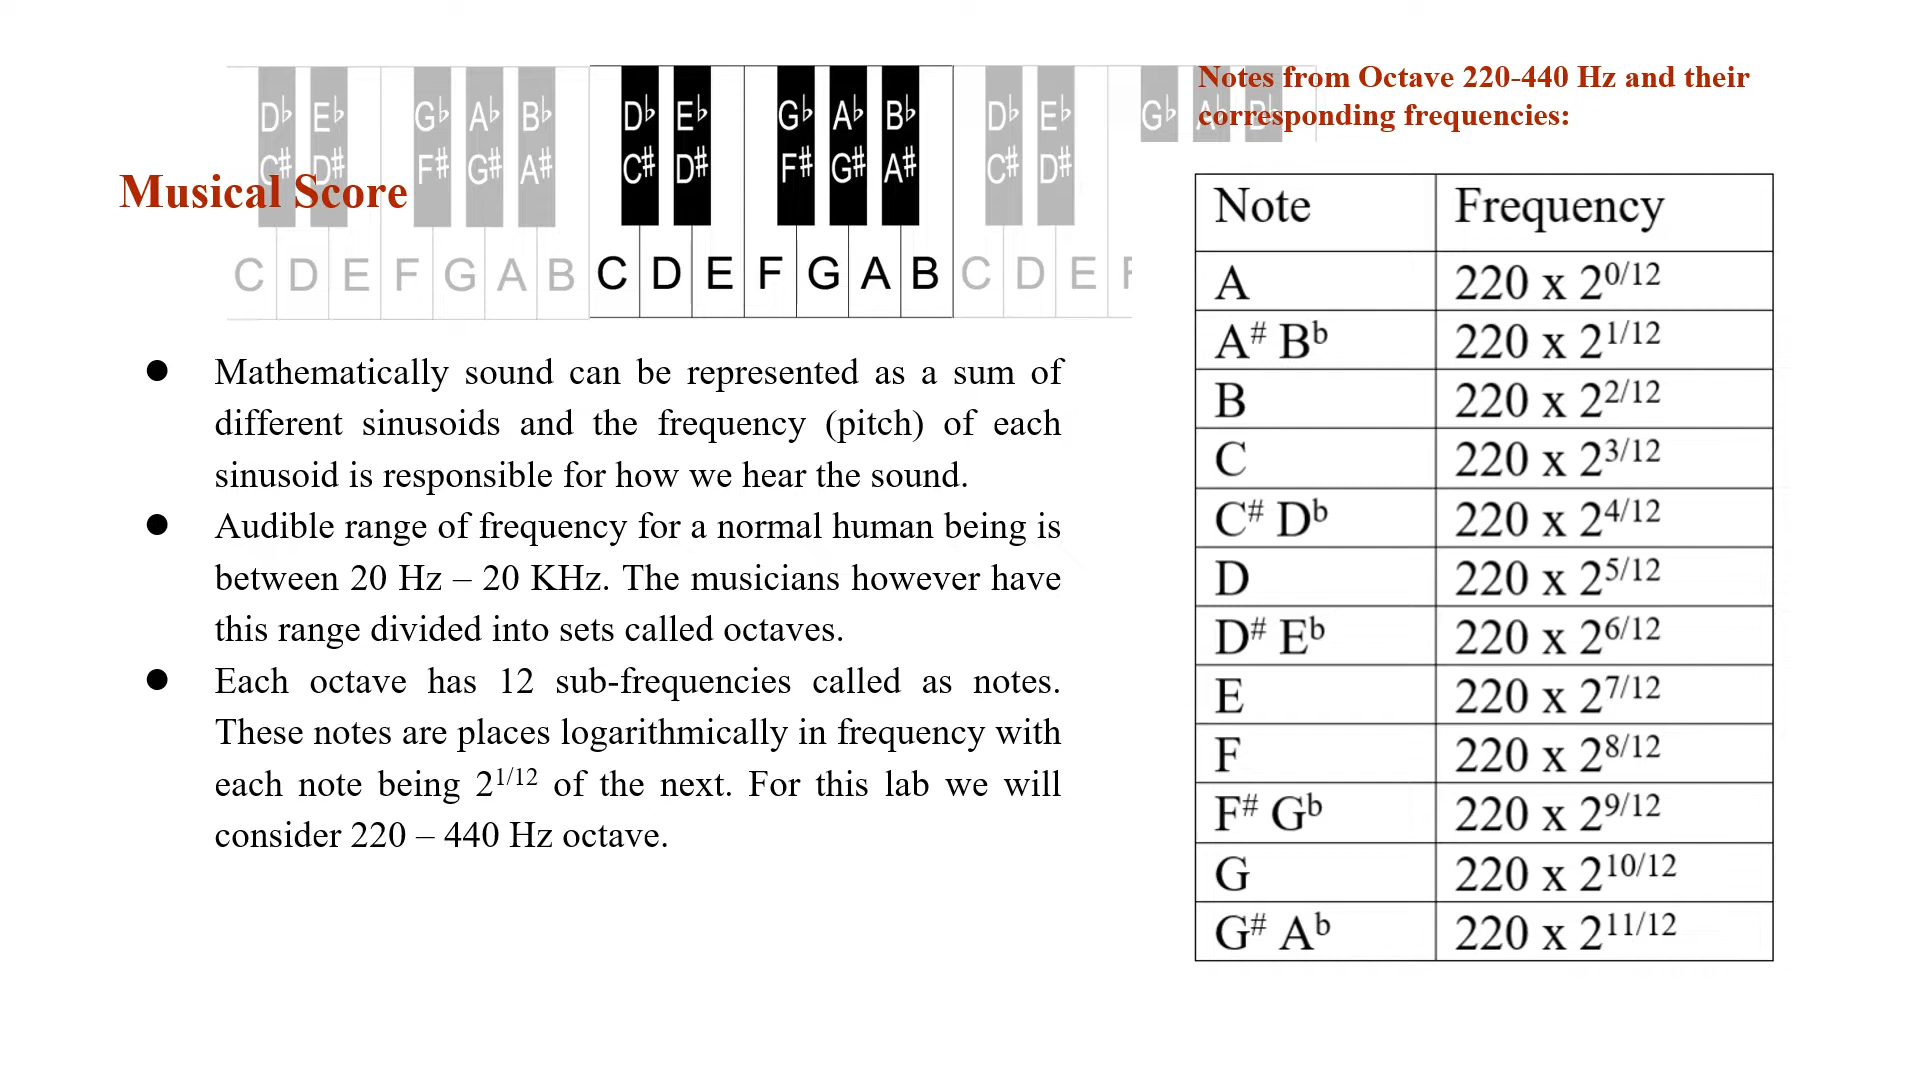 D♭ E♭ G♭ A♭ B♭ D♭ E♭ G♭ A♭ B♭ D♭ E♭ G♭ A♭ B♭
C# D# F# G# A# C# D# F# G# A# C# D#
C D E F G A B C D E F G A B C D E F
Musical Score
● Mathematically sound can be represented as a sum of
different sinusoids and the frequency (pitch) of each
sinusoid is responsible for how we hear the sound.
● Audible range of frequency for a normal human being is
between 20 Hz – 20 KHz. The musicians however have
this range divided into sets called octaves.
● Each octave has 12 sub-frequencies called as notes.
These notes are places logarithmically in frequency with
each note being 2^1/12 of the next. For this lab we will
consider 220 – 440 Hz octave.
Notes from Octave 220-440 Hz and their
corresponding frequencies:
Note Frequency
A 220 x 2^0/12
A# Bb 220 x 2^1/12
B 220 x 2^2/12
C 220 x 2^3/12
C# Db 220 x 2^4/12
D 220 x 2^5/12
D# Eb 220 x 2^6/12
E 220 x 2^7/12
F 220 x 2^8/12
F# Gb 220 x 2^9/12
G 220 x 2^10/12
G# Ab 220 x 2^11/12